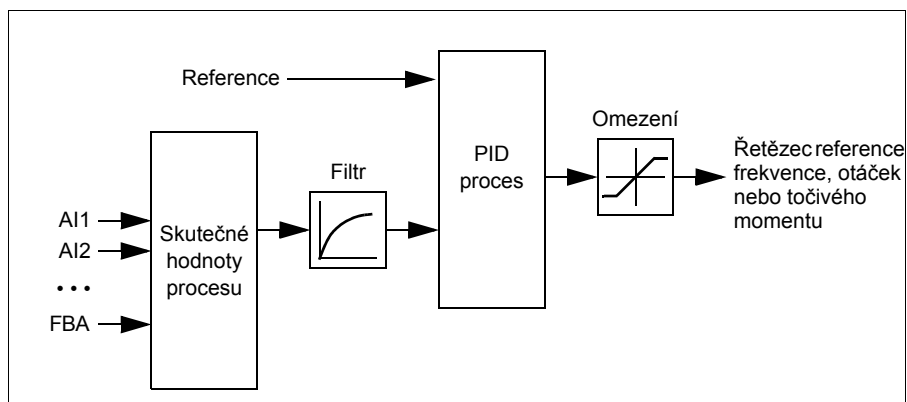 Reference
Omezení
PID
proces
Řetězec reference
frekvence, otáček
nebo točivého
momentu
Filtr
AI1
AI2
• • •
FBA
Skutečné
hodnoty
procesu